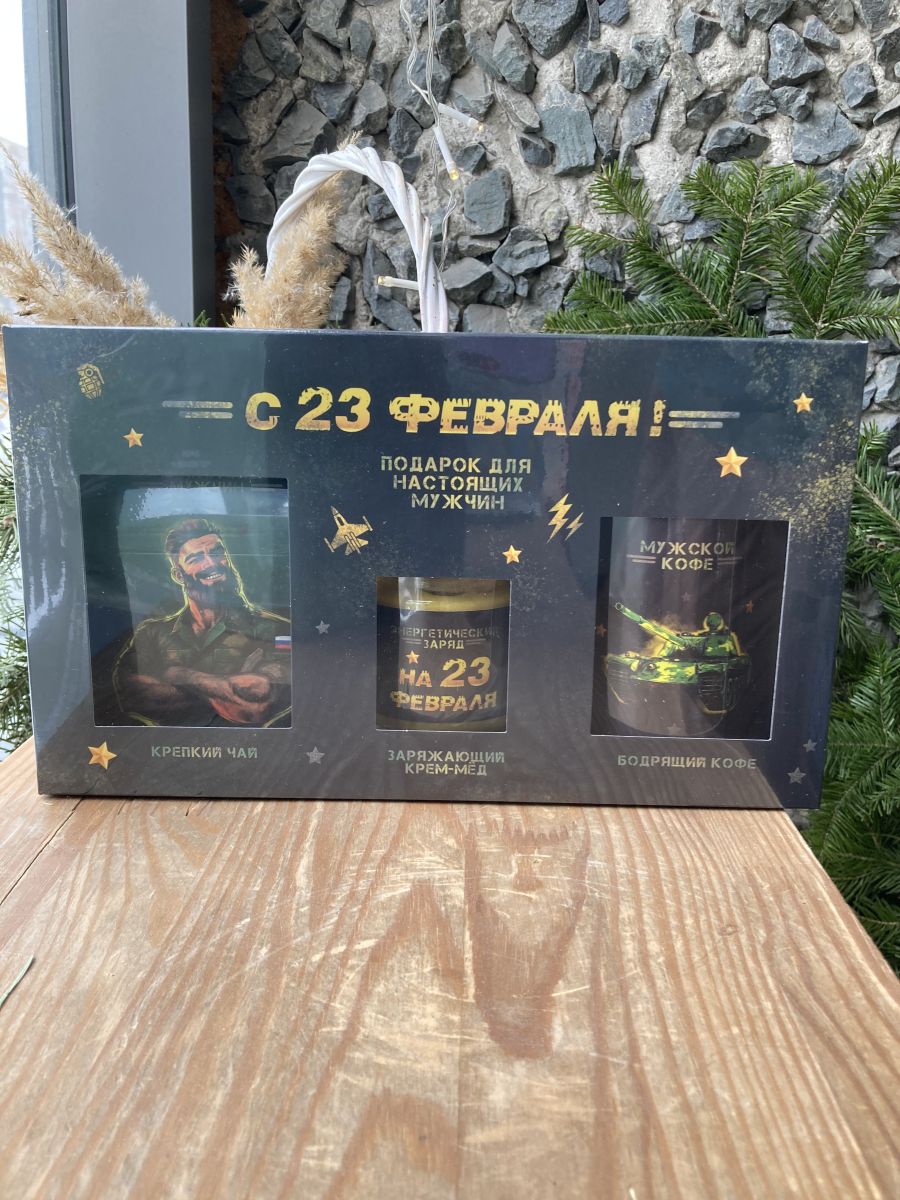 С 23 ФЕВРАЛЯ!
ПОДАРОК ДЛЯ
НАСТОЯЩИХ
МУЖЧИН
МУЖСКОЙ
КОФЕ
ЭНЕРГЕТИЧЕСКИЙ
ЗАРЯД
НА 23
ФЕВРАЛЯ
КРЕПКИЙ ЧАЙ
ЗАРЯЖАЮЩИЙ
КРЕМ-МЁД
БОДРЯЩИЙ КОФЕ